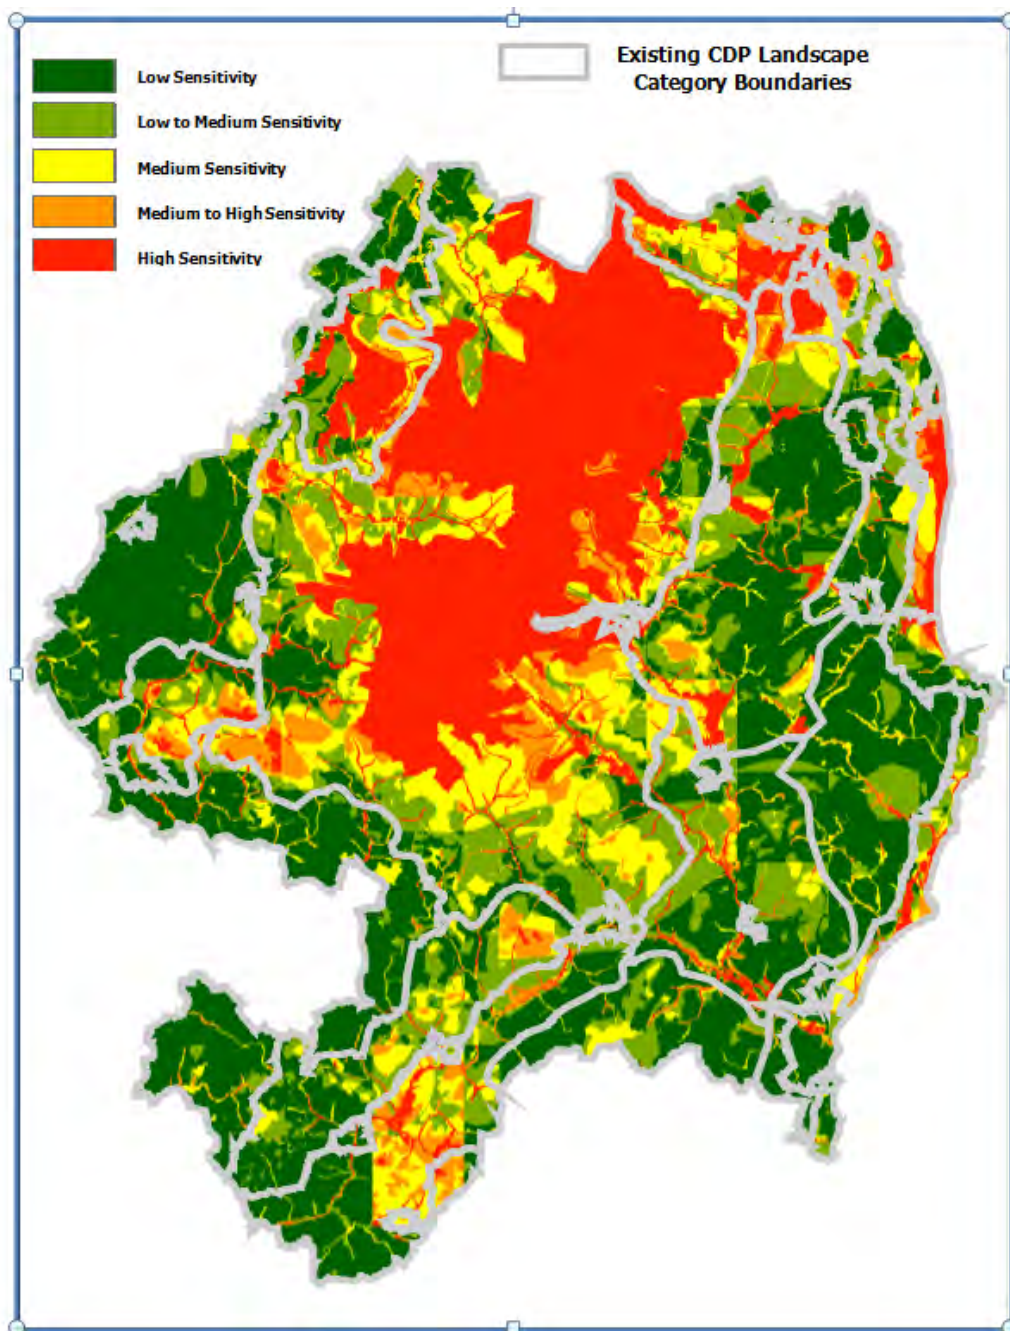 Existing CDP Landscape
Category Boundaries
Low Sensitivity
Low to Medium Sensitivity
Medium Sensitivity
Medium to High Sensitivity
High Sensitivity